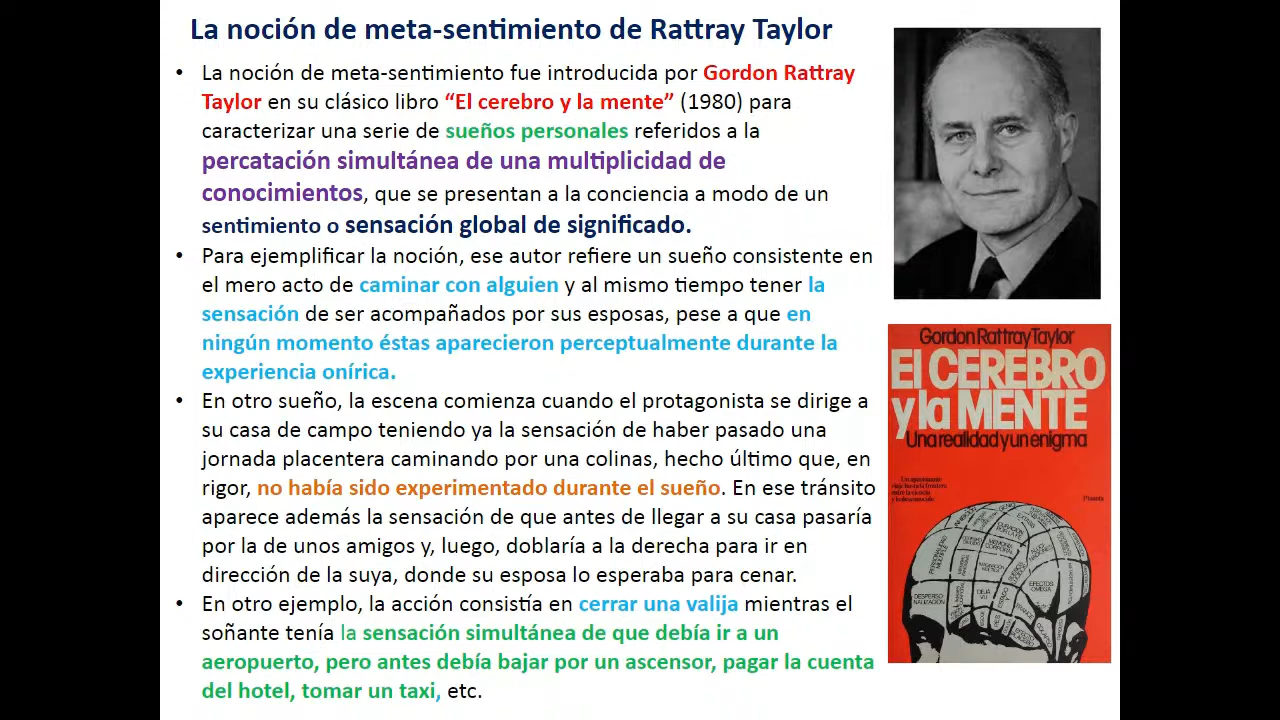 La noción de meta-sentimiento de Rattray Taylor
• La noción de meta-sentimiento fue introducida por Gordon Rattray
Taylor en su clásico libro “El cerebro y la mente” (1980) para
caracterizar una serie de sueños personales referidos a la
percatación simultánea de una multiplicidad de
conocimientos, que se presentan a la conciencia a modo de un
sentimiento o sensación global de significado.
• Para ejemplificar la noción, ese autor refiere un sueño consistente en
el mero acto de caminar con alguien y al mismo tiempo tener la
sensación de ser acompañados por sus esposas, pese a que en
ningún momento éstas aparecieron perceptualmente durante la
experiencia onírica.
• En otro sueño, la escena comienza cuando el protagonista se dirige a
su casa de campo teniendo ya la sensación de haber pasado una
jornada placentera caminando por una colinas, hecho último que, en
rigor, no había sido experimentado durante el sueño. En ese tránsito
aparece además la sensación de que antes de llegar a su casa pasaría
por la de unos amigos y, luego, doblaría a la derecha para ir en
dirección de la suya, donde su esposa lo esperaba para cenar.
• En otro ejemplo, la acción consistía en cerrar una valija mientras el
soñante tenía la sensación simultánea de que debía ir a un
aeropuerto, pero antes debía bajar por un ascensor, pagar la cuenta
del hotel, tomar un taxi, etc.
Gordon Rattray Taylor
El CEREBRO
y la MENTE
Una realidad y un enigma
Un apasionante
Planeta
PERSONALIDAD
MÚLTIPLE
MEMORIA
CORPORAL
EFECTOS
OMEGA
DESPERSO
NALIZACIÓN
DÉJÀ
VU